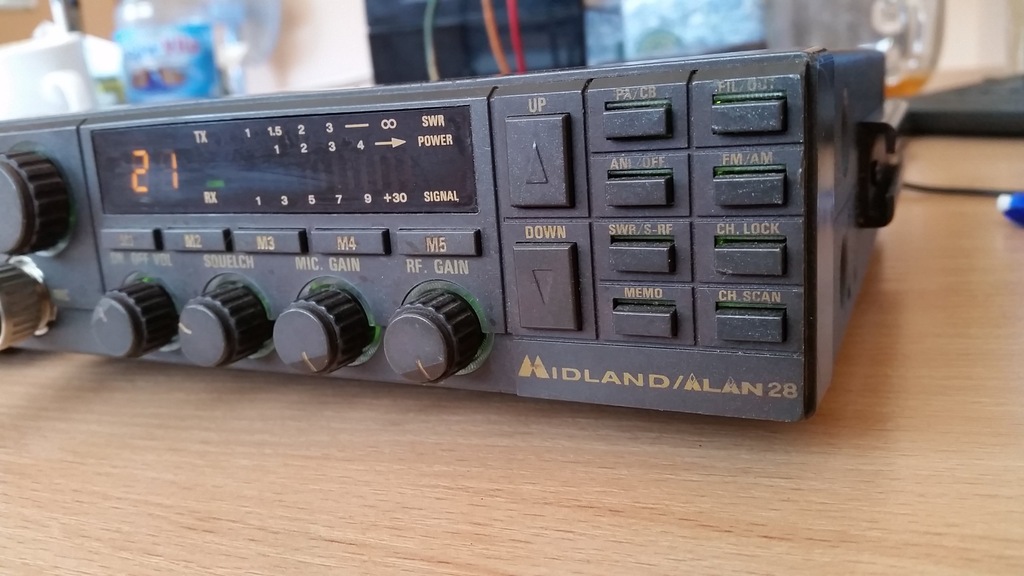 TX 1 1.5 2 3 ∞ SWR
1 2 3 4 POWER
21
RX 1 3 5 7 9 +30 SIGNAL
M2 M3 M4 M5
SQUELCH MIC. GAIN RF. GAIN
UP
DOWN
PA/CB
ANL/OFF FM/AM
SWR/S-RF CH. LOCK
MEMO CH.SCAN
MIDLAND/ALAN 28